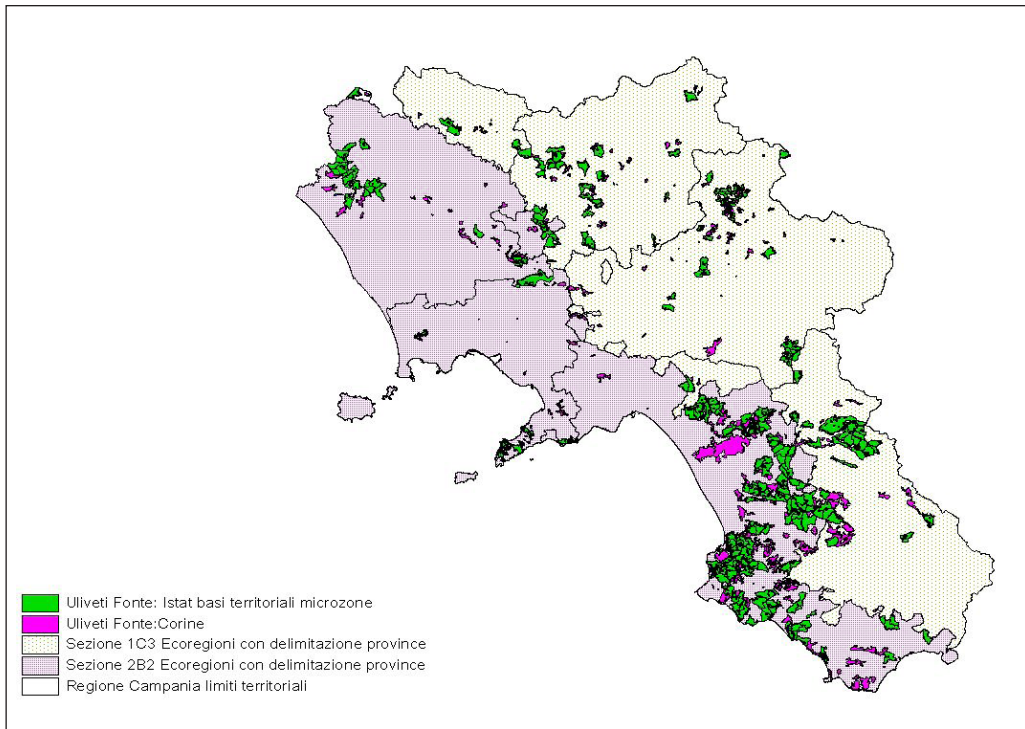 Uliveti Fonte: Istat basi territoriali microzone
Uliveti Fonte:Corine
Sezione 1C3 Ecoregioni con delimitazione province
Sezione 2B2 Ecoregioni con delimitazione province
Regione Campania limiti territoriali